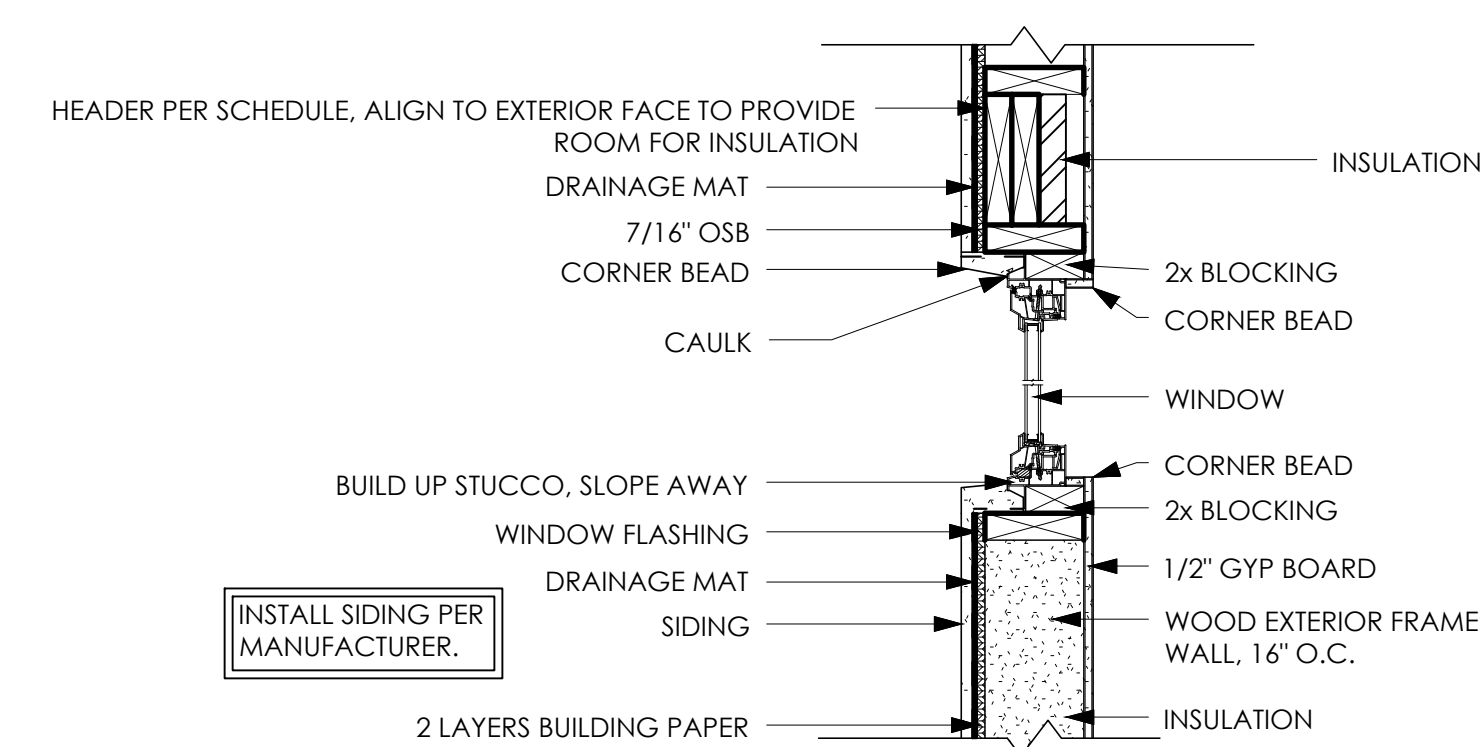 HEADER PER SCHEDULE, ALIGN TO EXTERIOR FACE TO PROVIDE
ROOM FOR INSULATION
DRAINAGE MAT
7/16" OSB
CORNER BEAD
CAULK
BUILD UP STUCCO, SLOPE AWAY
WINDOW FLASHING
DRAINAGE MAT
SIDING
2 LAYERS BUILDING PAPER
INSTALL SIDING PER
MANUFACTURER.
INSULATION
2x BLOCKING
CORNER BEAD
WINDOW
CORNER BEAD
2x BLOCKING
1/2" GYP BOARD
WOOD EXTERIOR FRAME
WALL, 16" O.C.
INSULATION